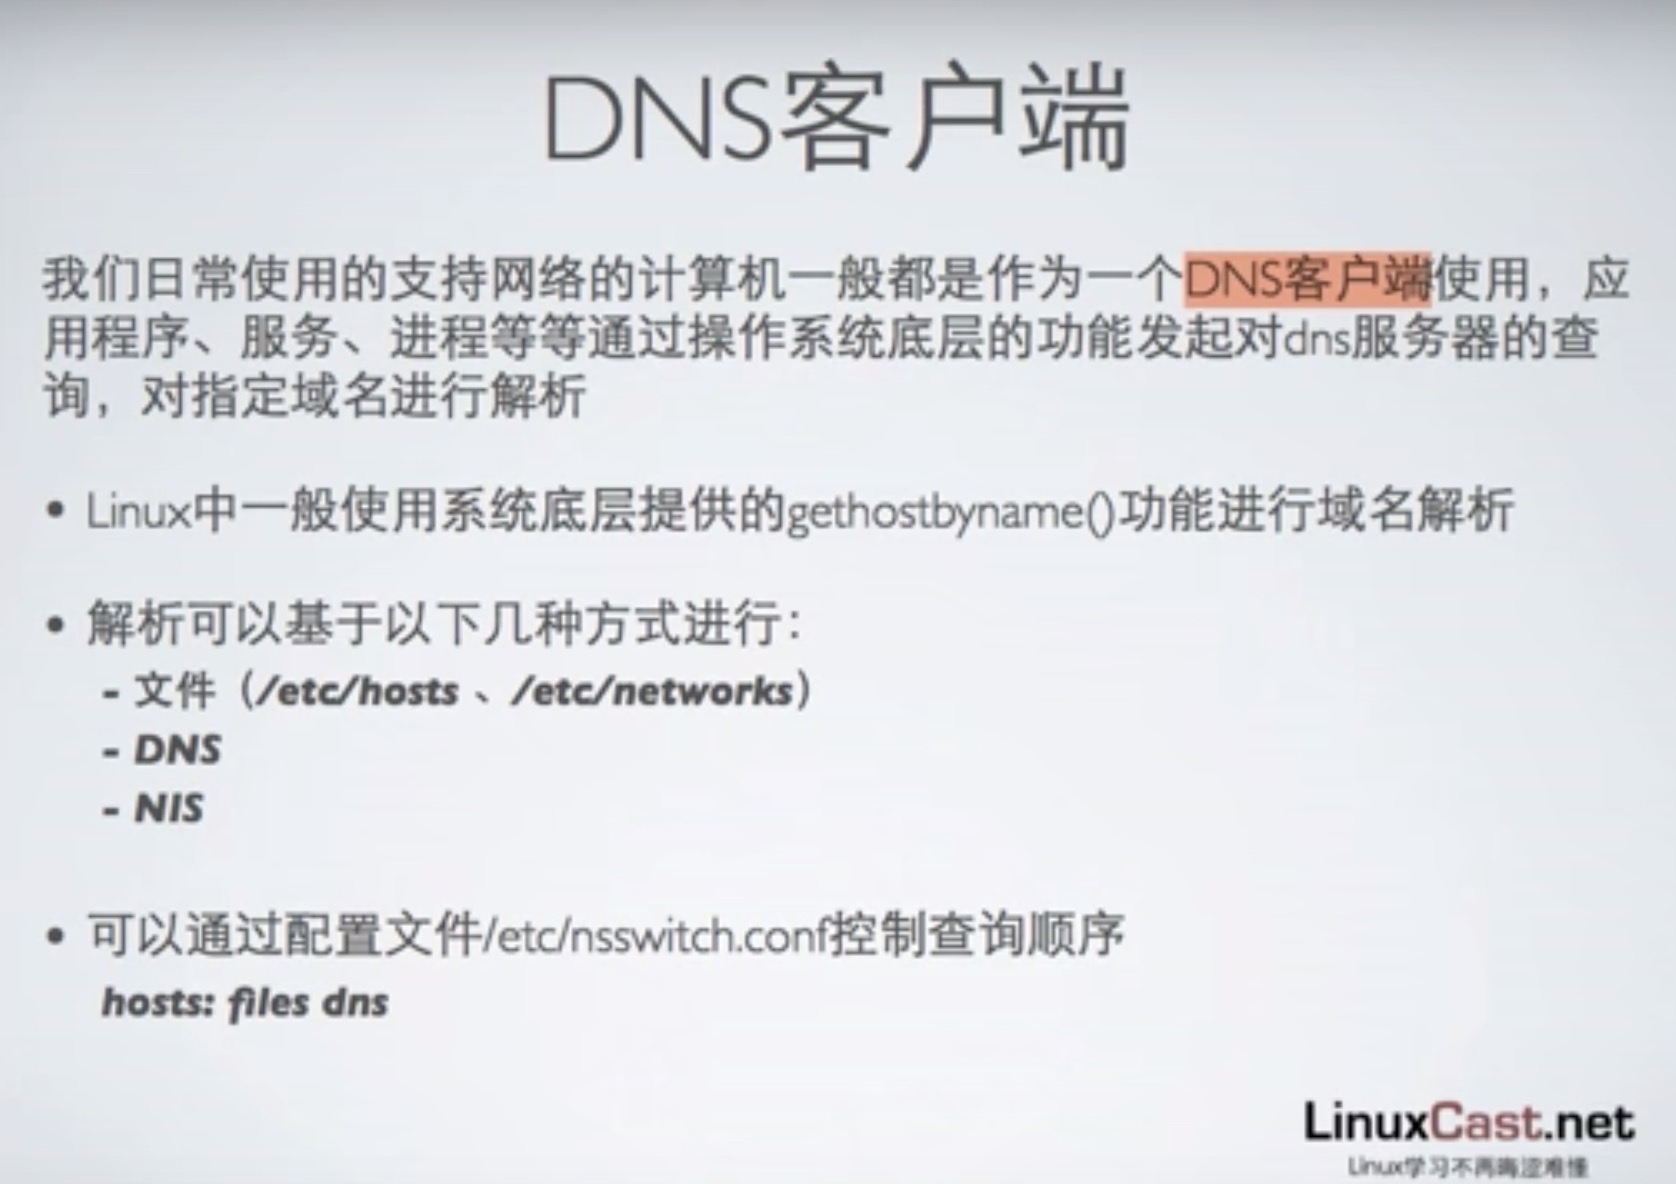 DNS客户端
我们日常使用的支持网络的计算机一般都是作为一个DNS客户端使用，应
用程序、服务、进程等等通过操作系统底层的功能发起对dns服务器的查
询，对指定域名进行解析
• Linux中一般使用系统底层提供的gethostbyname()功能进行域名解析
• 解析可以基于以下几种方式进行：
- 文件（/etc/hosts 、/etc/networks）
- DNS
- NIS
• 可以通过配置文件/etc/nsswitch.conf控制查询顺序
hosts: files dns
LinuxCast.net
Linux学习不再晦涩难懂